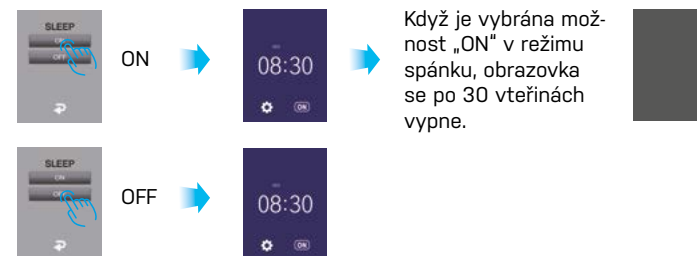 SLEEP
ON
OFF
ON
08:30
ON
Když je vybrána mož-
nost „ON" v režimu
spánku, obrazovka
se po 30 vteřinách
vypne.
SLEEP
ON
OFF
08:30
ON